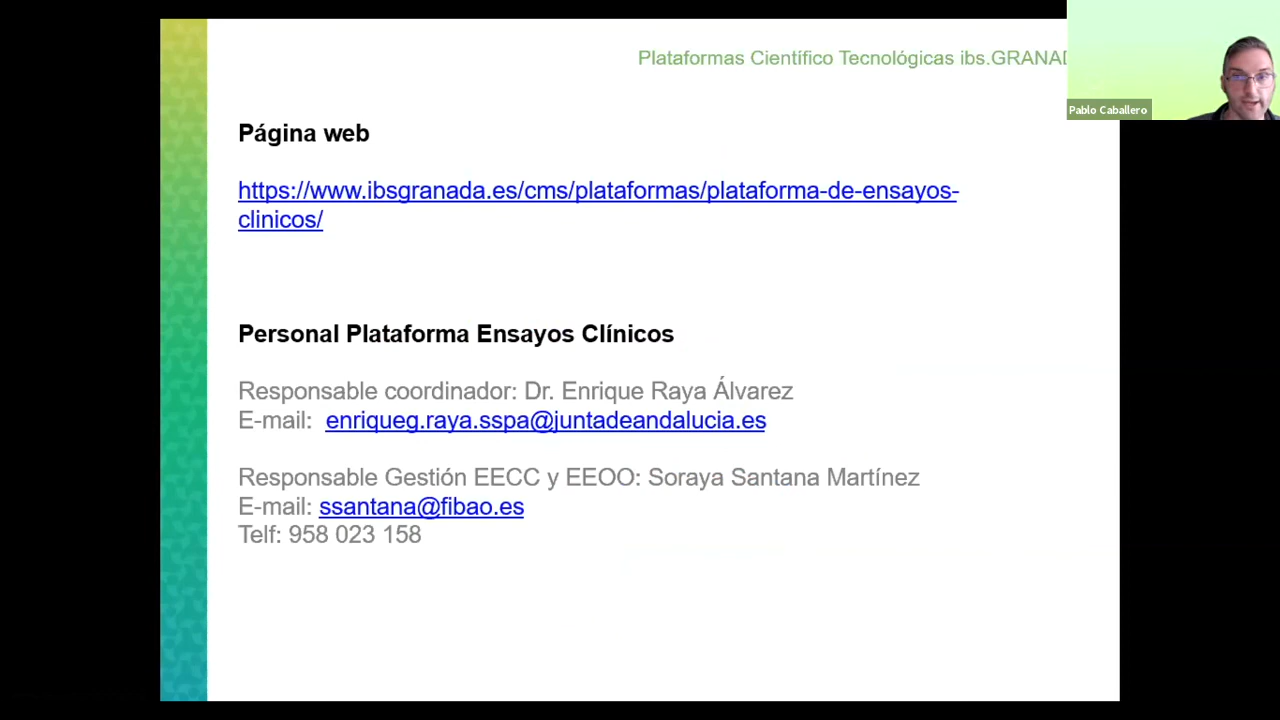 Plataformas Científico Tecnológicas ibs.GRANAD
Pablo Caballero
Página web
https://www.ibsgranada.es/cms/plataformas/plataforma-de-ensayos-
clinicos/
Personal Plataforma Ensayos Clínicos
Responsable coordinador: Dr. Enrique Raya Álvarez
E-mail: enriqueg.raya.sspa@juntadeandalucia.es
Responsable Gestión EECC y EEOO: Soraya Santana Martínez
E-mail: ssantana@fibao.es
Telf: 958 023 158